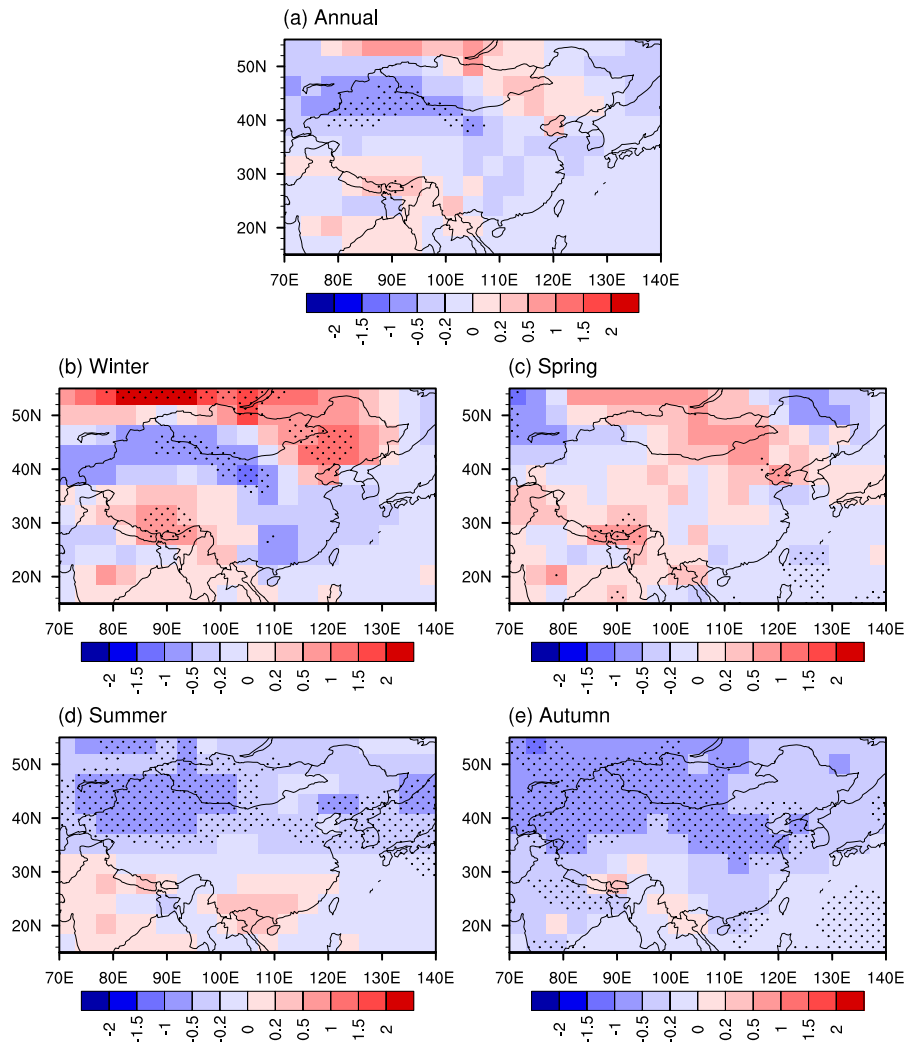 (a) Annual
50N
40N
30N
20N
70E 80E 90E 100E 110E 120E 130E 140E
-2 -1.5 -1 -0.5 -0.2 0 0.2 0.5 1 1.5 2
(b) Winter
50N
40N
30N
20N
70E 80E 90E 100E 110E 120E 130E 140E
-2 -1.5 -1 -0.5 -0.2 0 0.2 0.5 1 1.5 2
(c) Spring
50N
40N
30N
20N
70E 80E 90E 100E 110E 120E 130E 140E
-2 -1.5 -1 -0.5 -0.2 0 0.2 0.5 1 1.5 2
(d) Summer
50N
40N
30N
20N
70E 80E 90E 100E 110E 120E 130E 140E
-2 -1.5 -1 -0.5 -0.2 0 0.2 0.5 1 1.5 2
(e) Autumn
50N
40N
30N
20N
70E 80E 90E 100E 110E 120E 130E 140E
-2 -1.5 -1 -0.5 -0.2 0 0.2 0.5 1 1.5 2